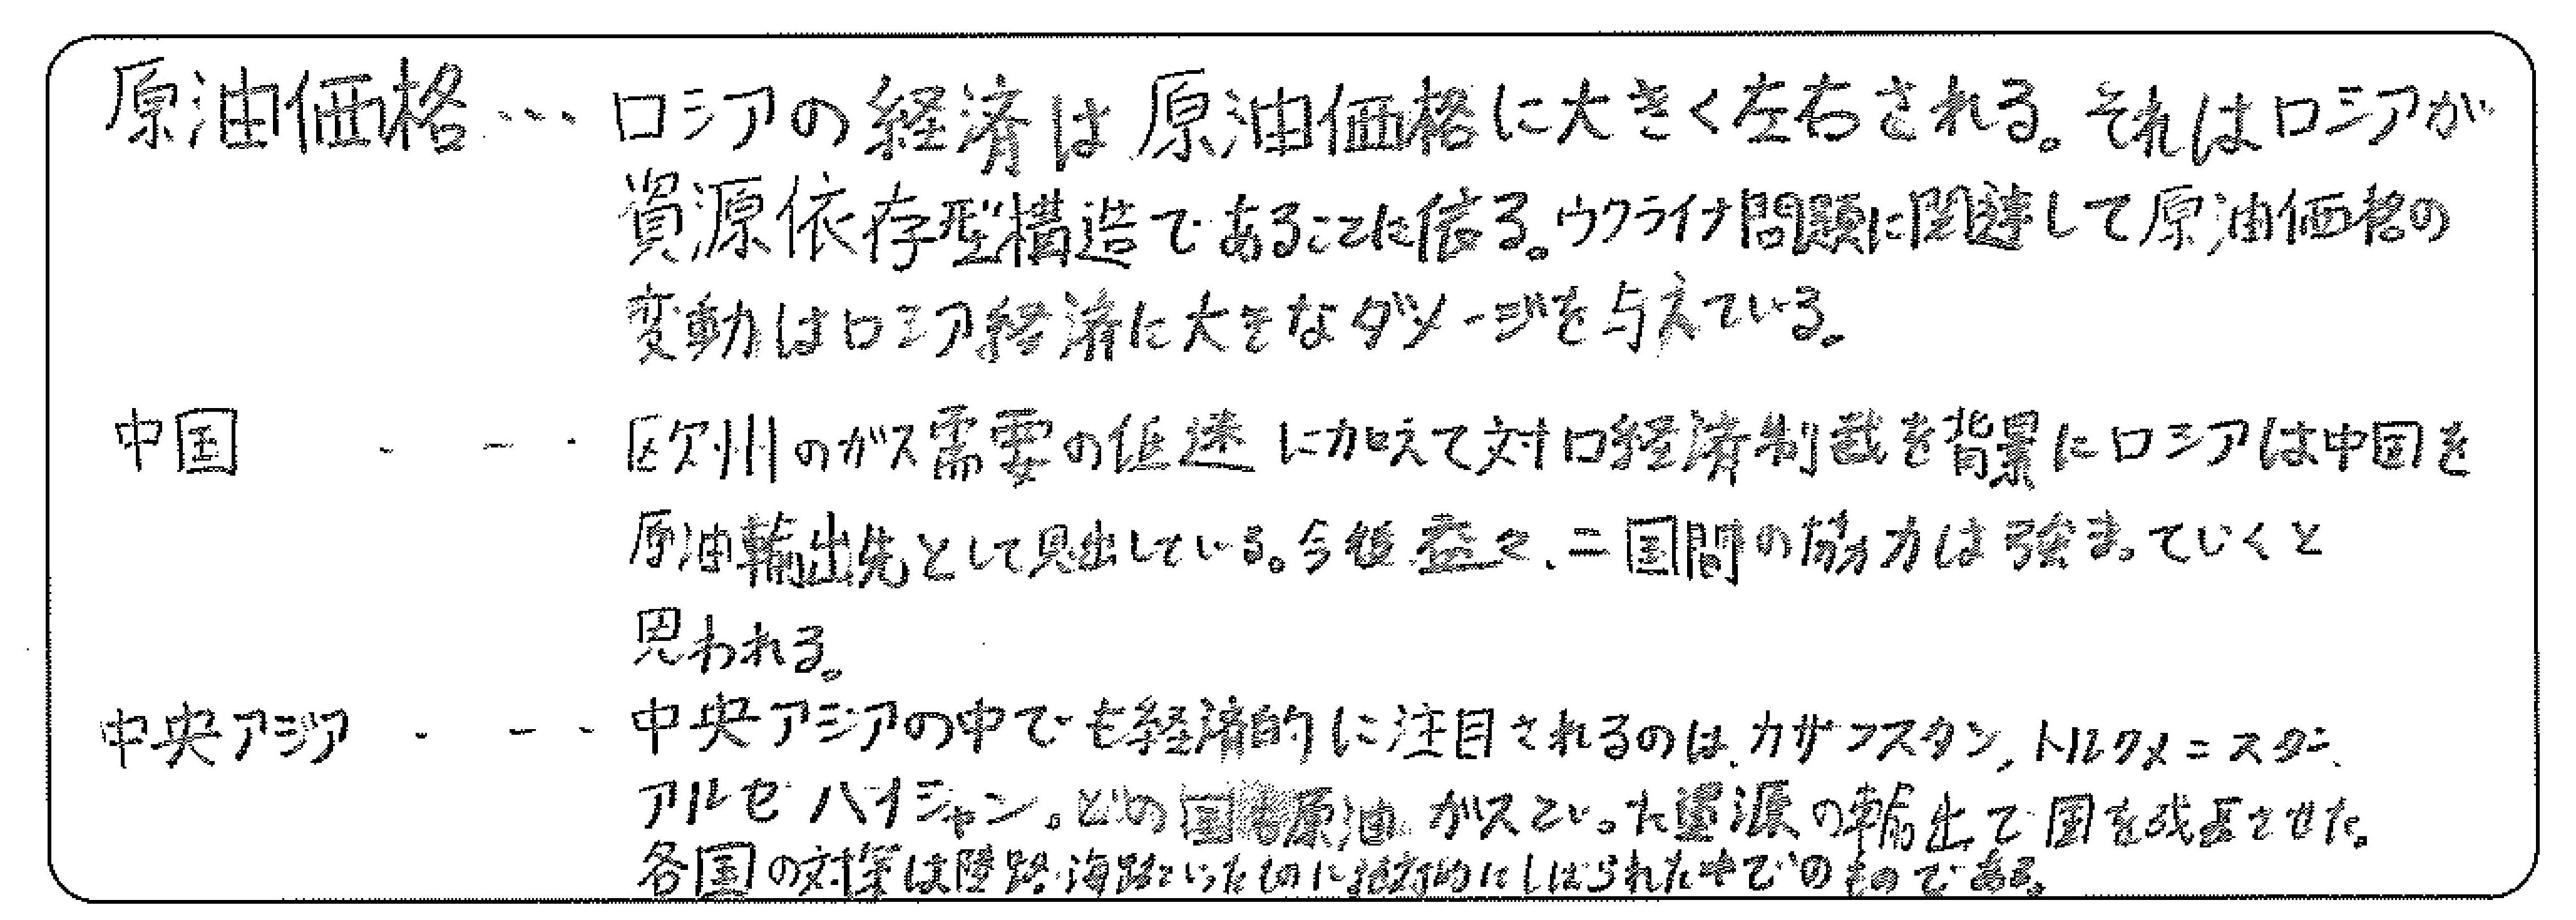 原油価格… ロシアの経済は原油価格に大きく左右される。それはロシアが
資源依存型構造であることに依る。ウクライナ問題に関連して原油価格の
変動はロシア経済に大きなダメージを与えている。
中国 --- 欧州のガス需要の低迷に加えて対ロ経済制裁を背景にロシアは中国を
原油輸出先として見出している。今後益々、二国間の協力は強まっていくと
思われる。
中央アジア --- 中央アジアの中でも経済的に注目されるのは、カザフスタン、トルクメニスタン、
アルゼバイジャン。どの国も原油、ガスといった資源の輸出で国を成長させた。
各国の対策は陸路・海路といったものに絶対的にしばられた中でのものである。